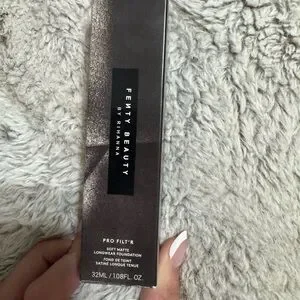 FENTY BEAUTY
BY RIHANNA
PRO FILT'R
SOFT MATTE
LONGWEAR FOUNDATION
FOND DE TEINT
SATINÉ LONGUE TENUE
32ML / 1.08FL. OZ.